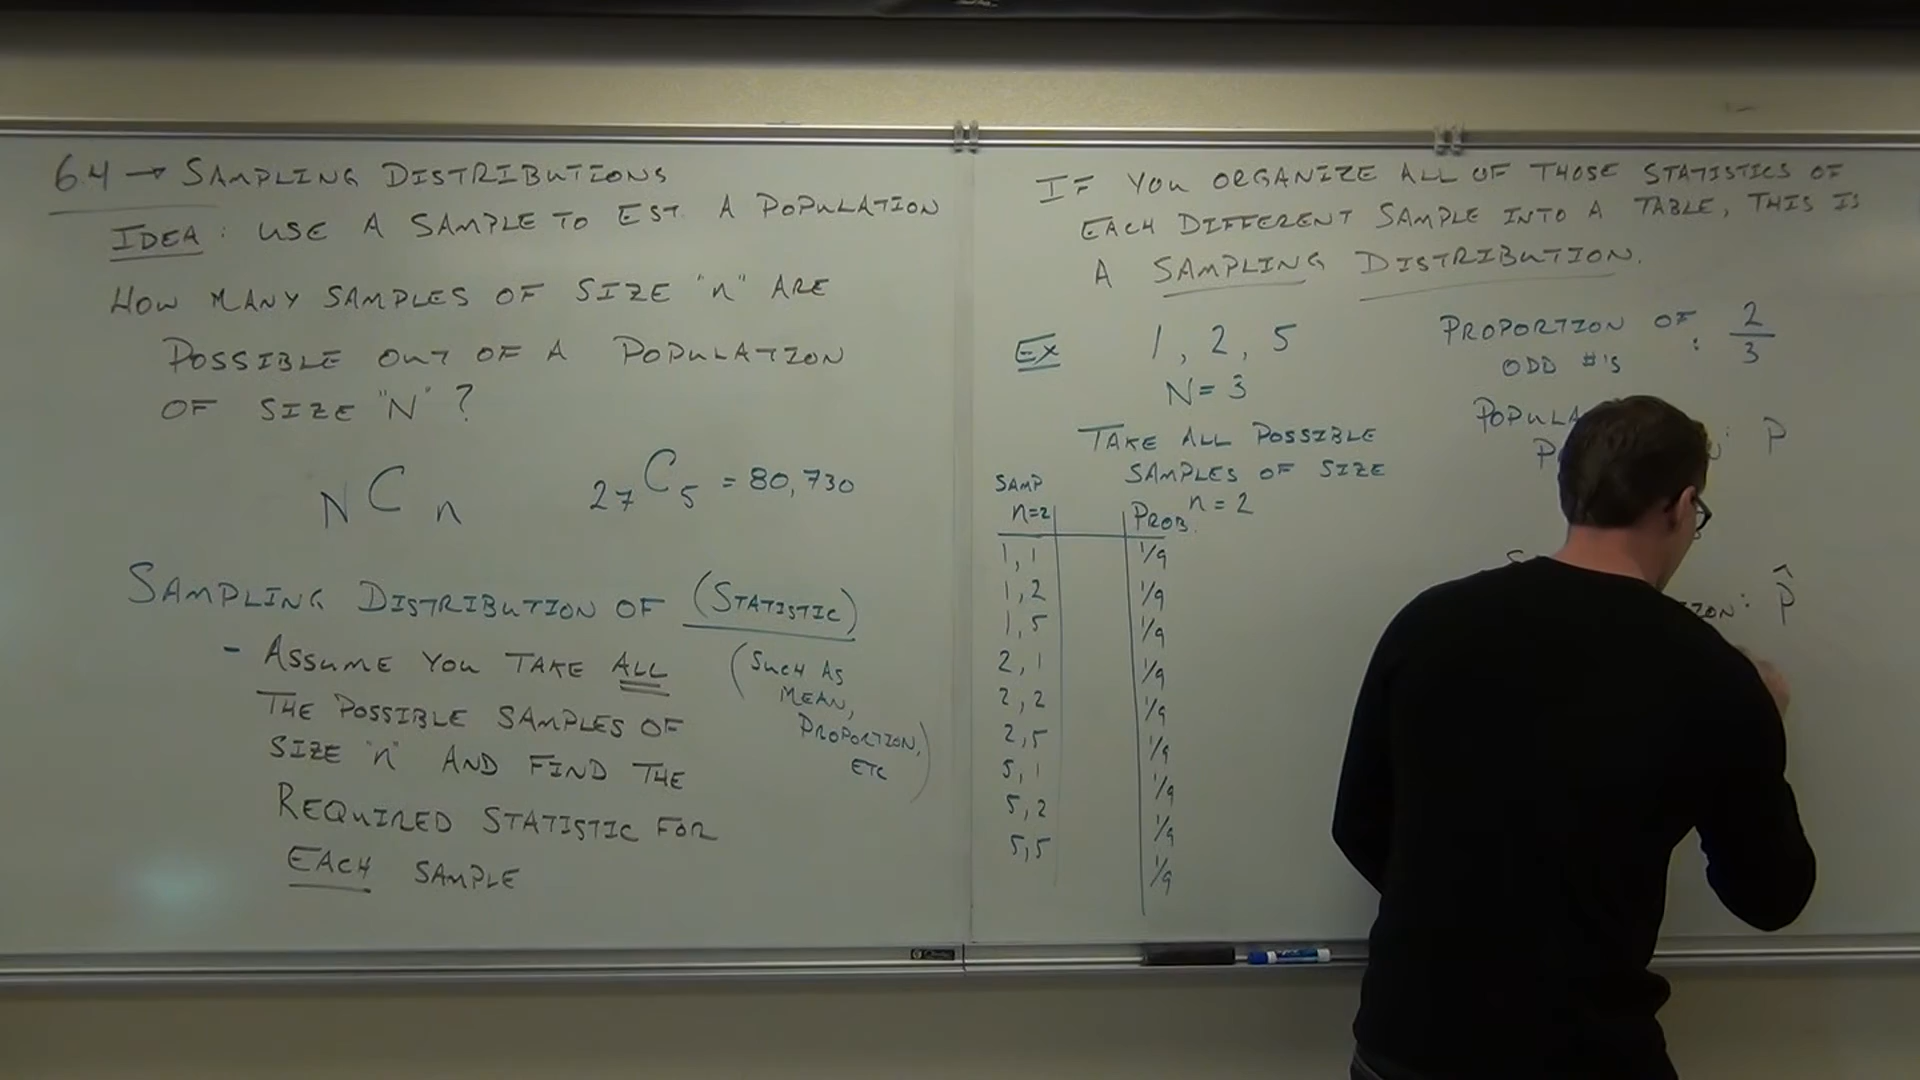 6.4 → SAMPLING DISTRIBUTIONS
IDEA: USE A SAMPLE TO EST. A POPULATION
HOW MANY SAMPLES OF SIZE "n" ARE
POSSIBLE OUT OF A POPULATION
OF SIZE "N"?
N C n
27 C 5 = 80,730
SAMPLING DISTRIBUTION OF (STATISTIC)
- ASSUME YOU TAKE ALL
THE POSSIBLE SAMPLES OF
SIZE "n" AND FIND THE
REQUIRED STATISTIC FOR
EACH SAMPLE
(SUCH AS
MEAN,
PROPORTION,
ETC)
IF YOU ORGANIZE ALL OF THOSE STATISTICS OF
EACH DIFFERENT SAMPLE INTO A TABLE, THIS IS
A SAMPLING DISTRIBUTION.
EX 1, 2, 5
N = 3
TAKE ALL POSSIBLE
SAMPLES OF SIZE
n = 2
SAMP
n=2 PROB.
1,1 1/9
1,2 1/9
1,5 1/9
2,1 1/9
2,2 1/9
2,5 1/9
5,1 1/9
5,2 1/9
5,5 1/9
PROPORTION OF
ODD #'S : 2/3
: P
: p̂